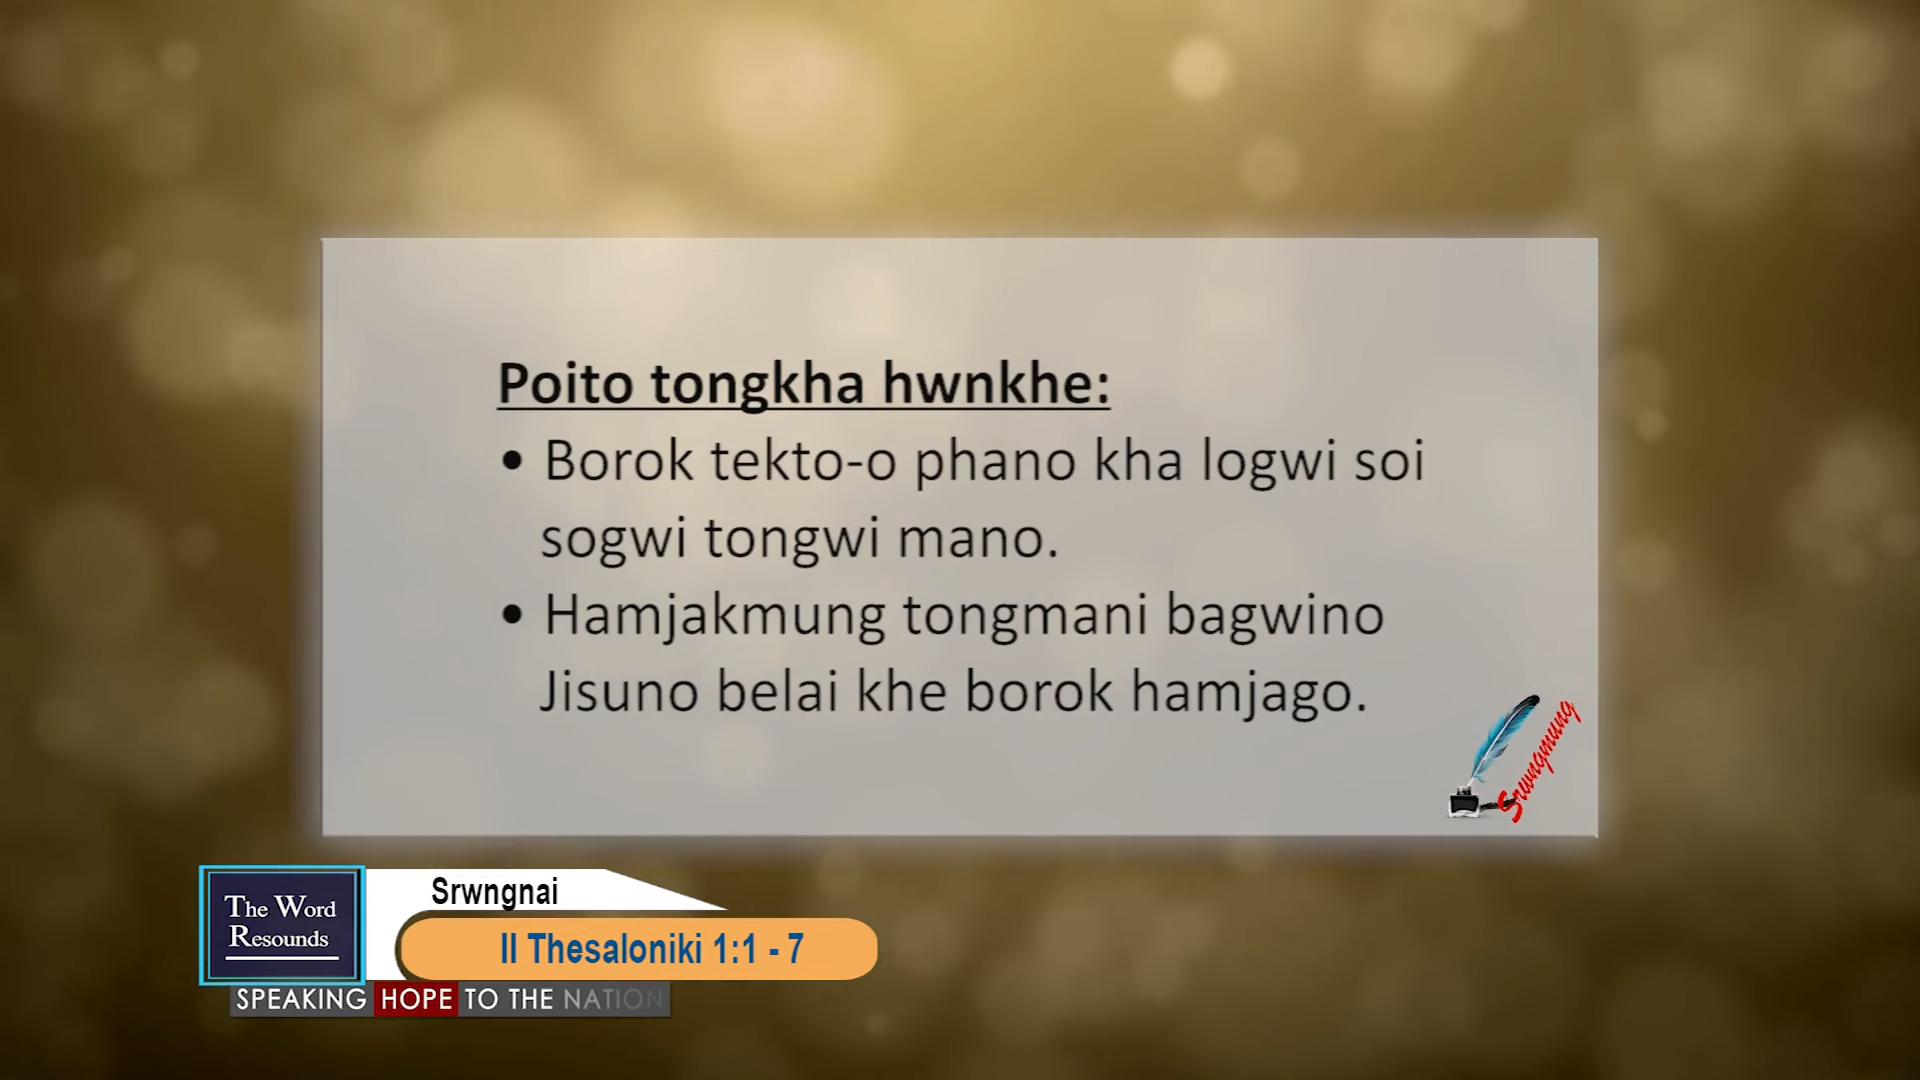 Poito tongkha hwnkhe:
• Borok tekto-o phano kha logwi soi
sogwi tongwi mano.
• Hamjakmung tongmani bagwino
Jisuno belai khe borok hamjago.
Srwngmung
The Word
Resounds
Srwngnai
II Thesaloniki 1:1 - 7
SPEAKING HOPE TO THE NATION